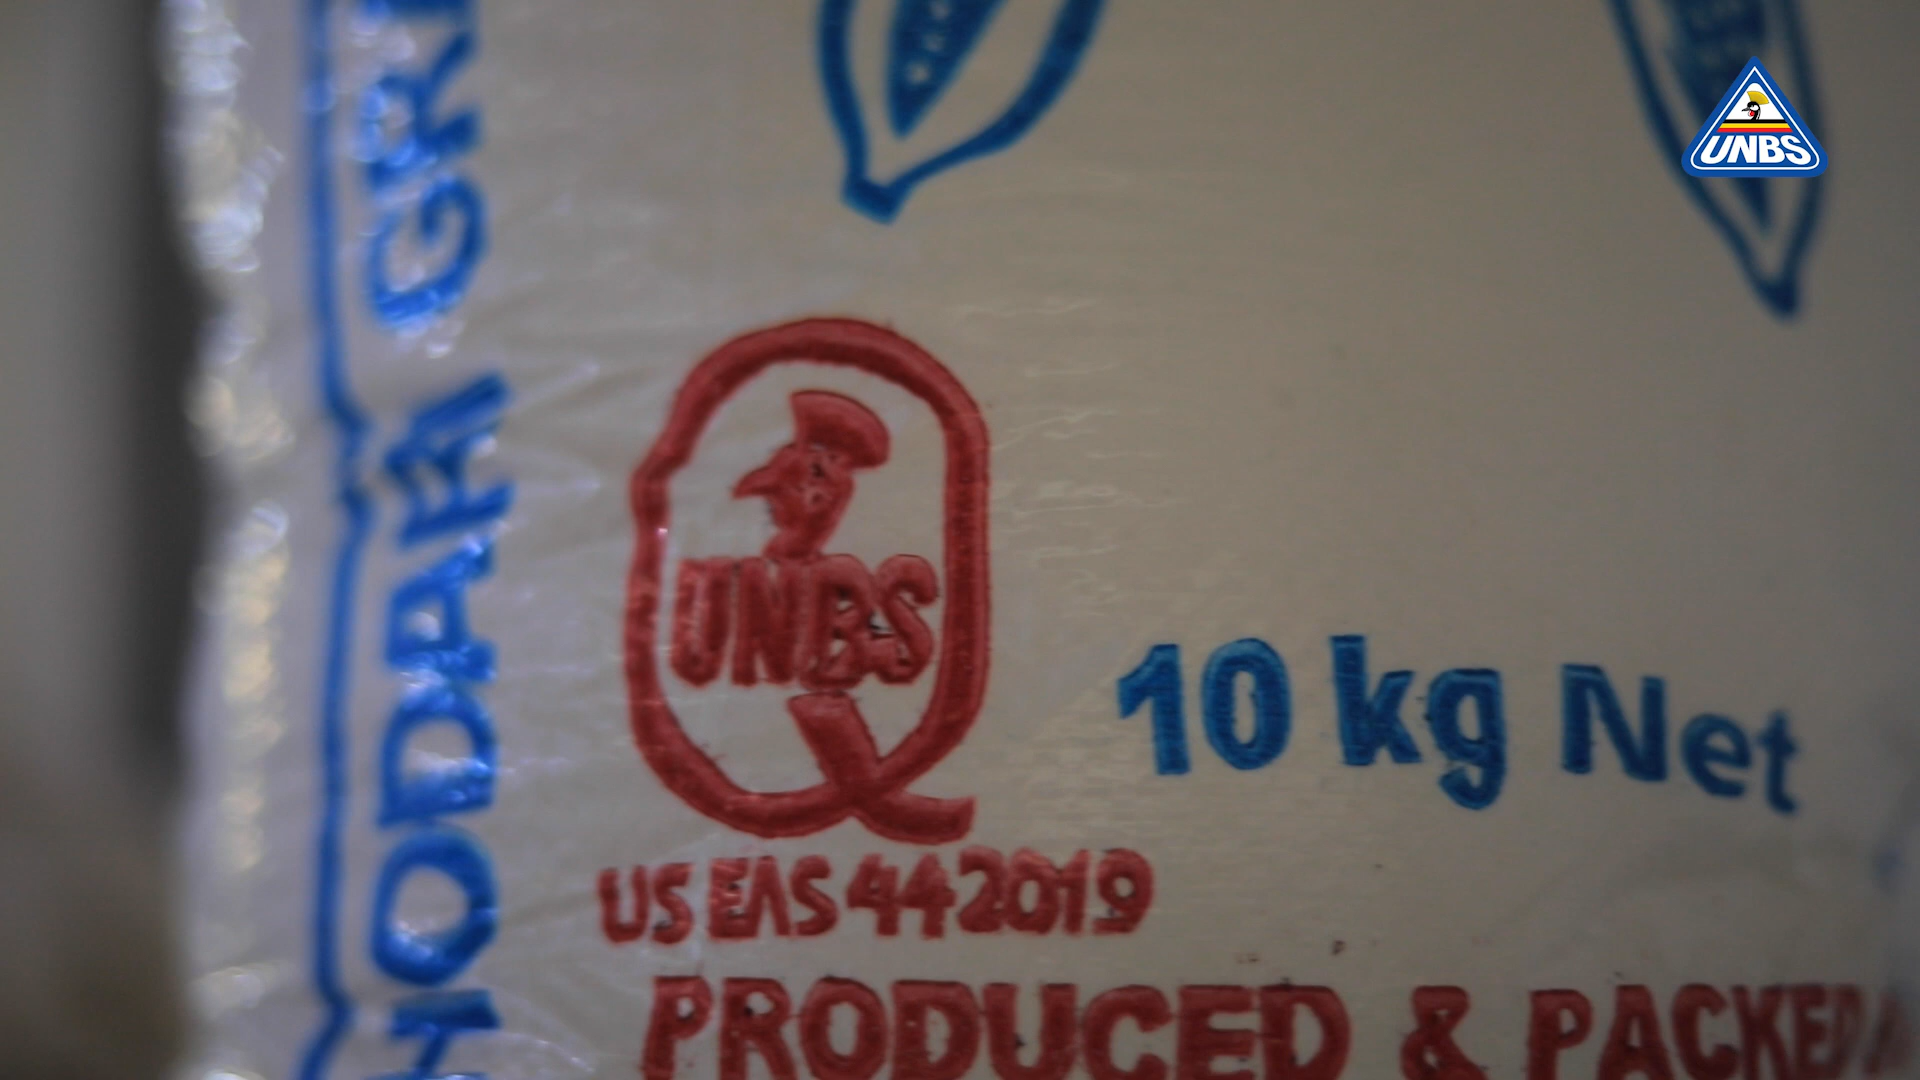 UNBS
UNBS
10 kg Net
US EAS 44 2019
PRODUCED & PACKED